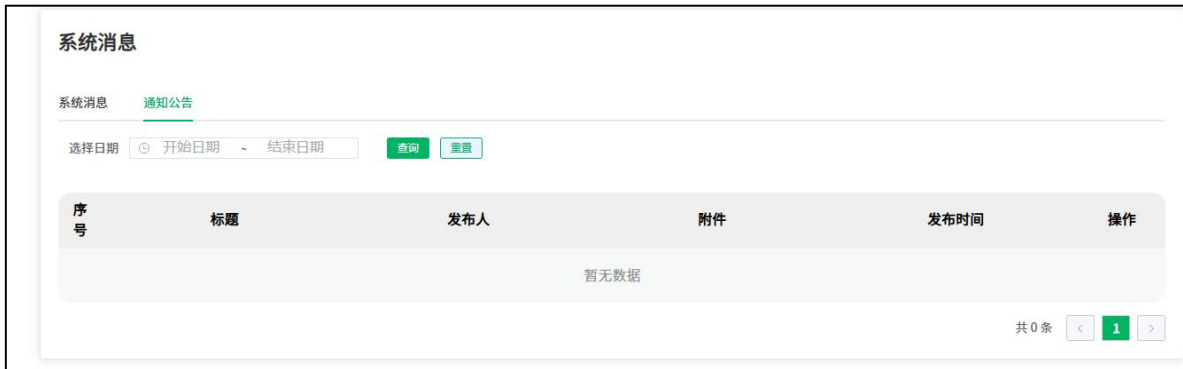 系统消息
系统消息 通知公告
选择日期 开始日期 ~ 结束日期 查询 重置
序号 标题 发布人 附件 发布时间 操作
暂无数据
共 0 条 < 1 >